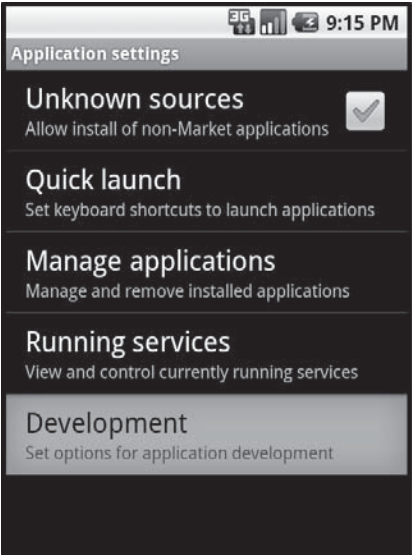 3G 9:15 PM
Application settings
Unknown sources
Allow install of non-Market applications
Quick launch
Set keyboard shortcuts to launch applications
Manage applications
Manage and remove installed applications
Running services
View and control currently running services
Development
Set options for application development